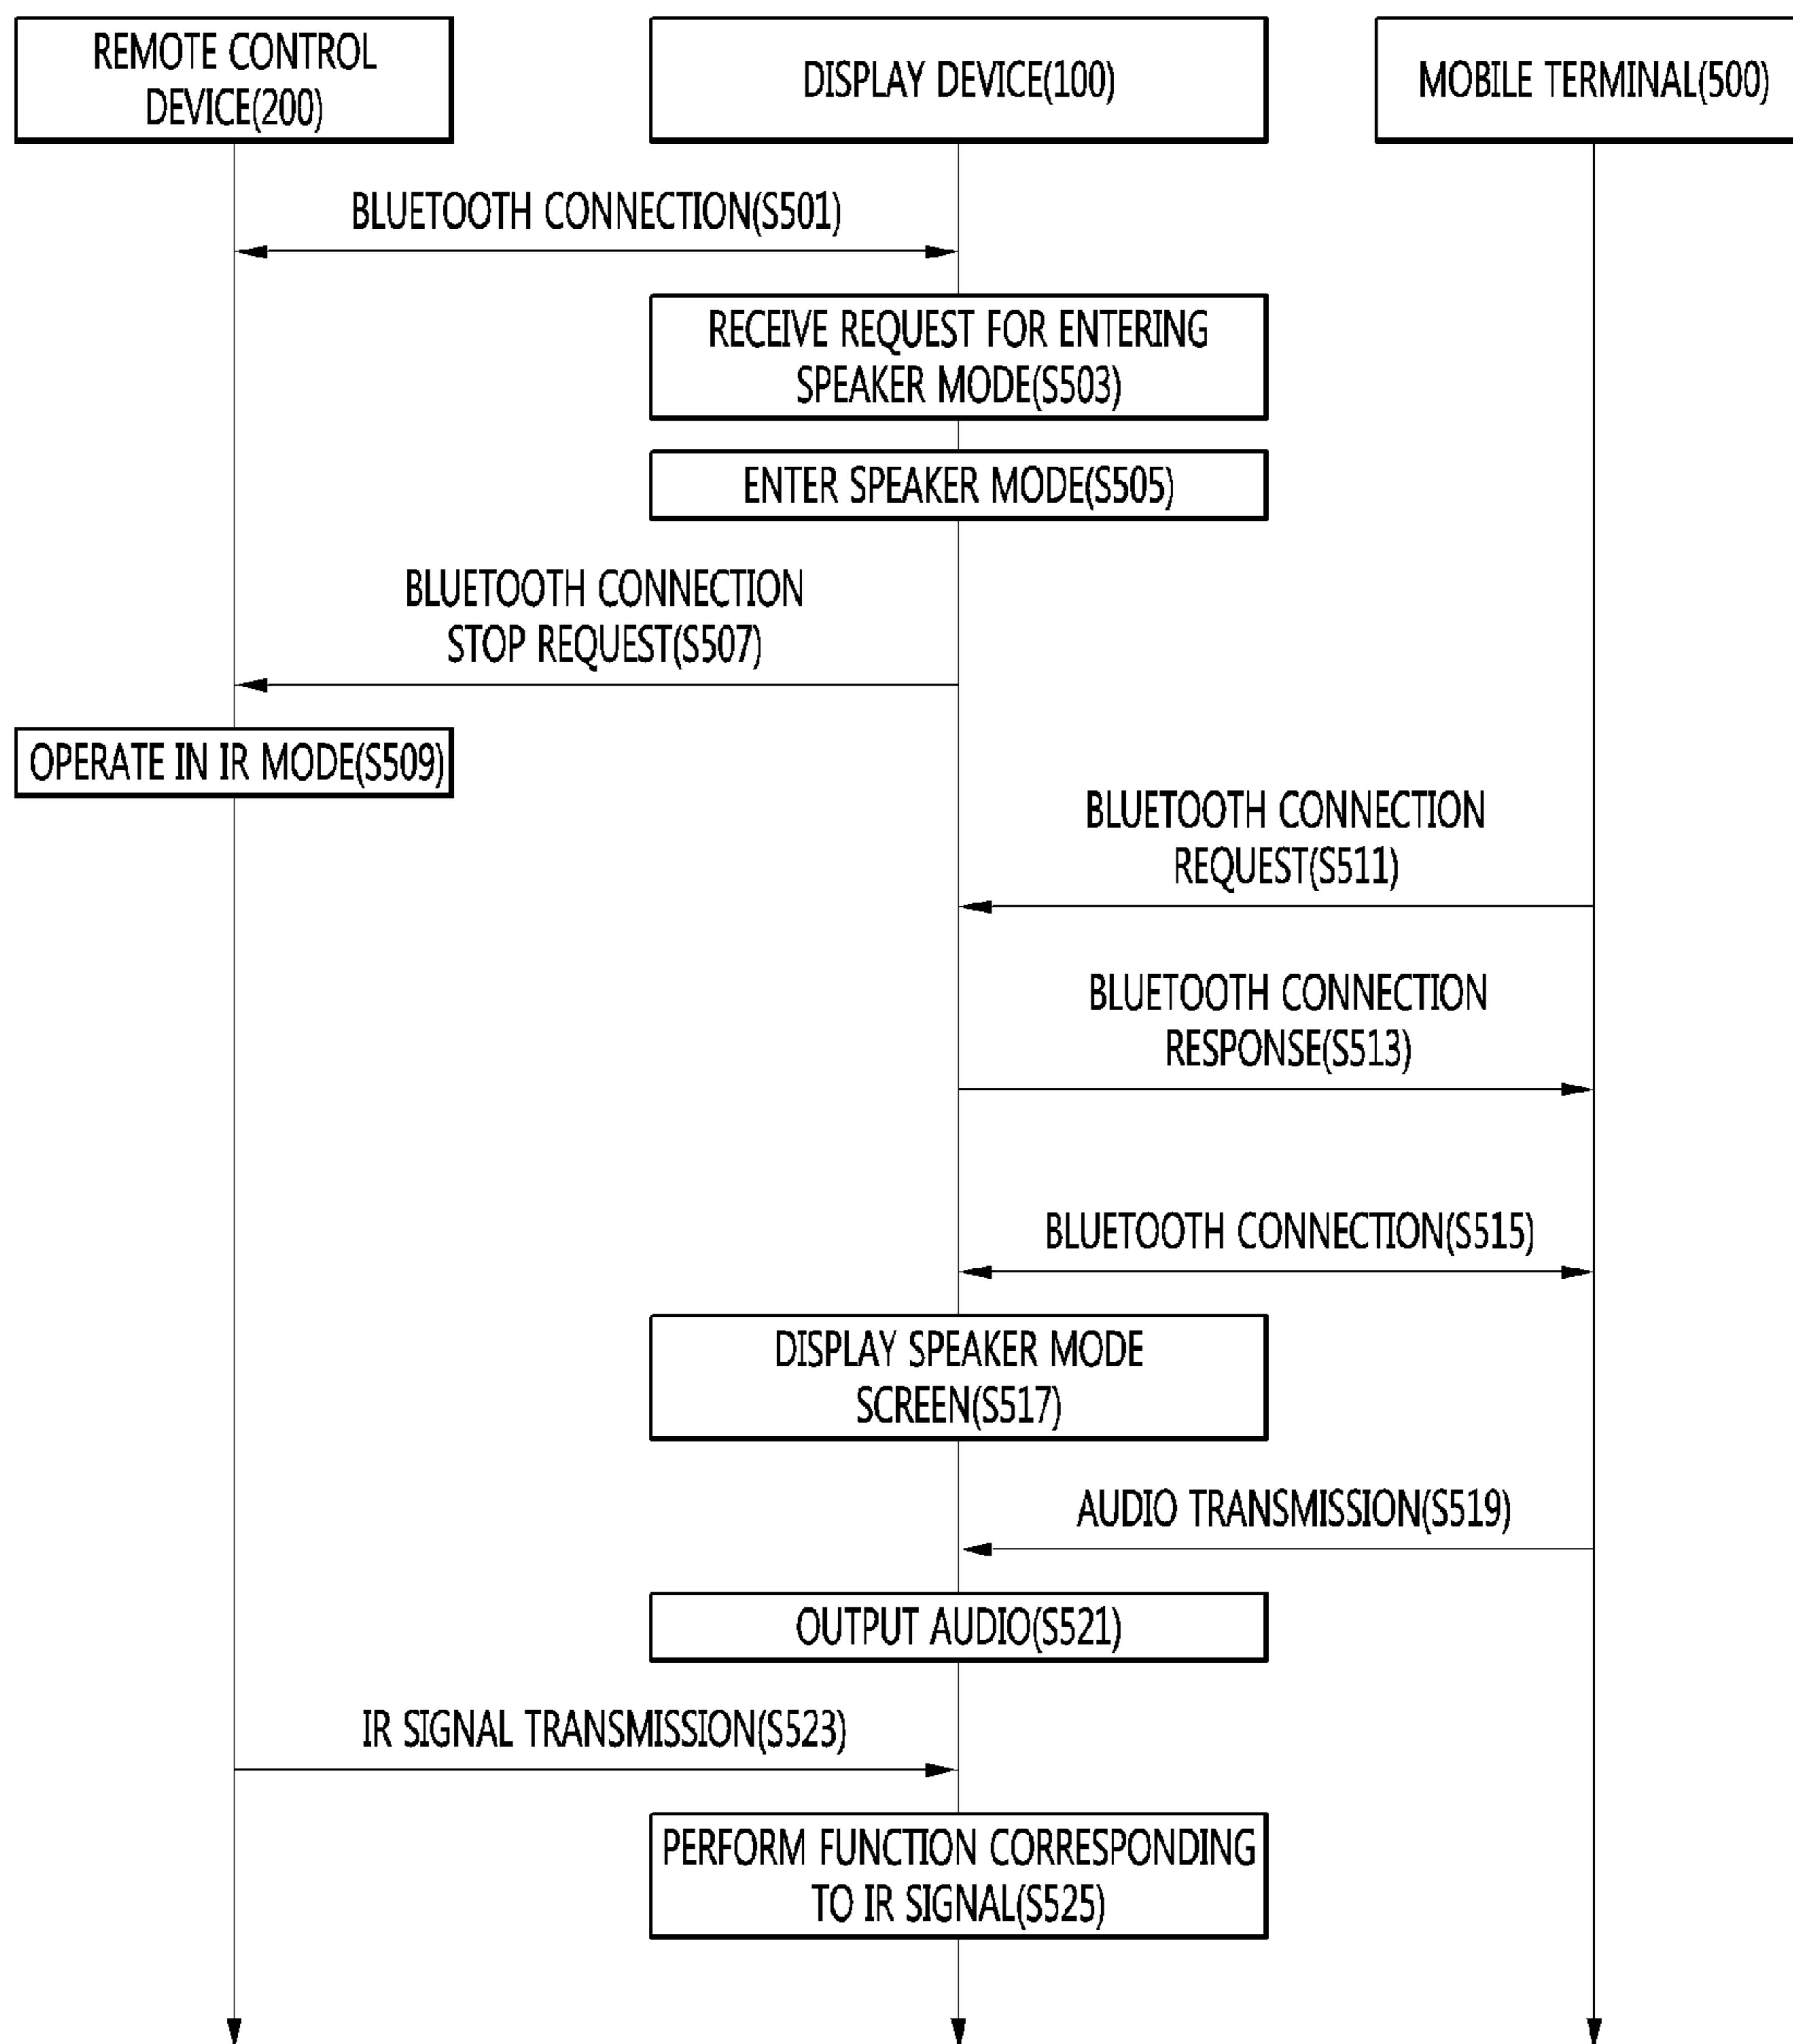 REMOTE CONTROL
DEVICE(200)
DISPLAY DEVICE(100)
MOBILE TERMINAL(500)
BLUETOOTH CONNECTION(S501)
RECEIVE REQUEST FOR ENTERING
SPEAKER MODE(S503)
ENTER SPEAKER MODE(S505)
BLUETOOTH CONNECTION
STOP REQUEST(S507)
OPERATE IN IR MODE(S509)
BLUETOOTH CONNECTION
REQUEST(S511)
BLUETOOTH CONNECTION
RESPONSE(S513)
BLUETOOTH CONNECTION(S515)
DISPLAY SPEAKER MODE
SCREEN(S517)
AUDIO TRANSMISSION(S519)
OUTPUT AUDIO(S521)
IR SIGNAL TRANSMISSION(S523)
PERFORM FUNCTION CORRESPONDING
TO IR SIGNAL(S525)